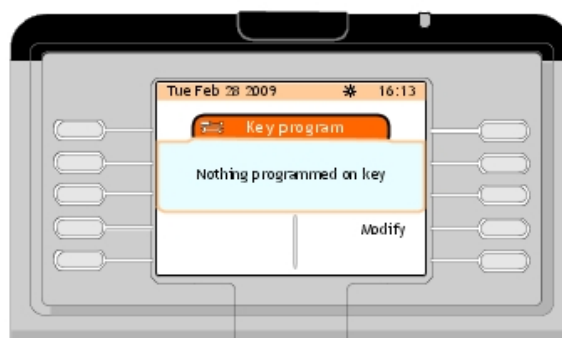 Tue Feb 28 2009 16:13
Key program
Nothing programmed on key
Modify